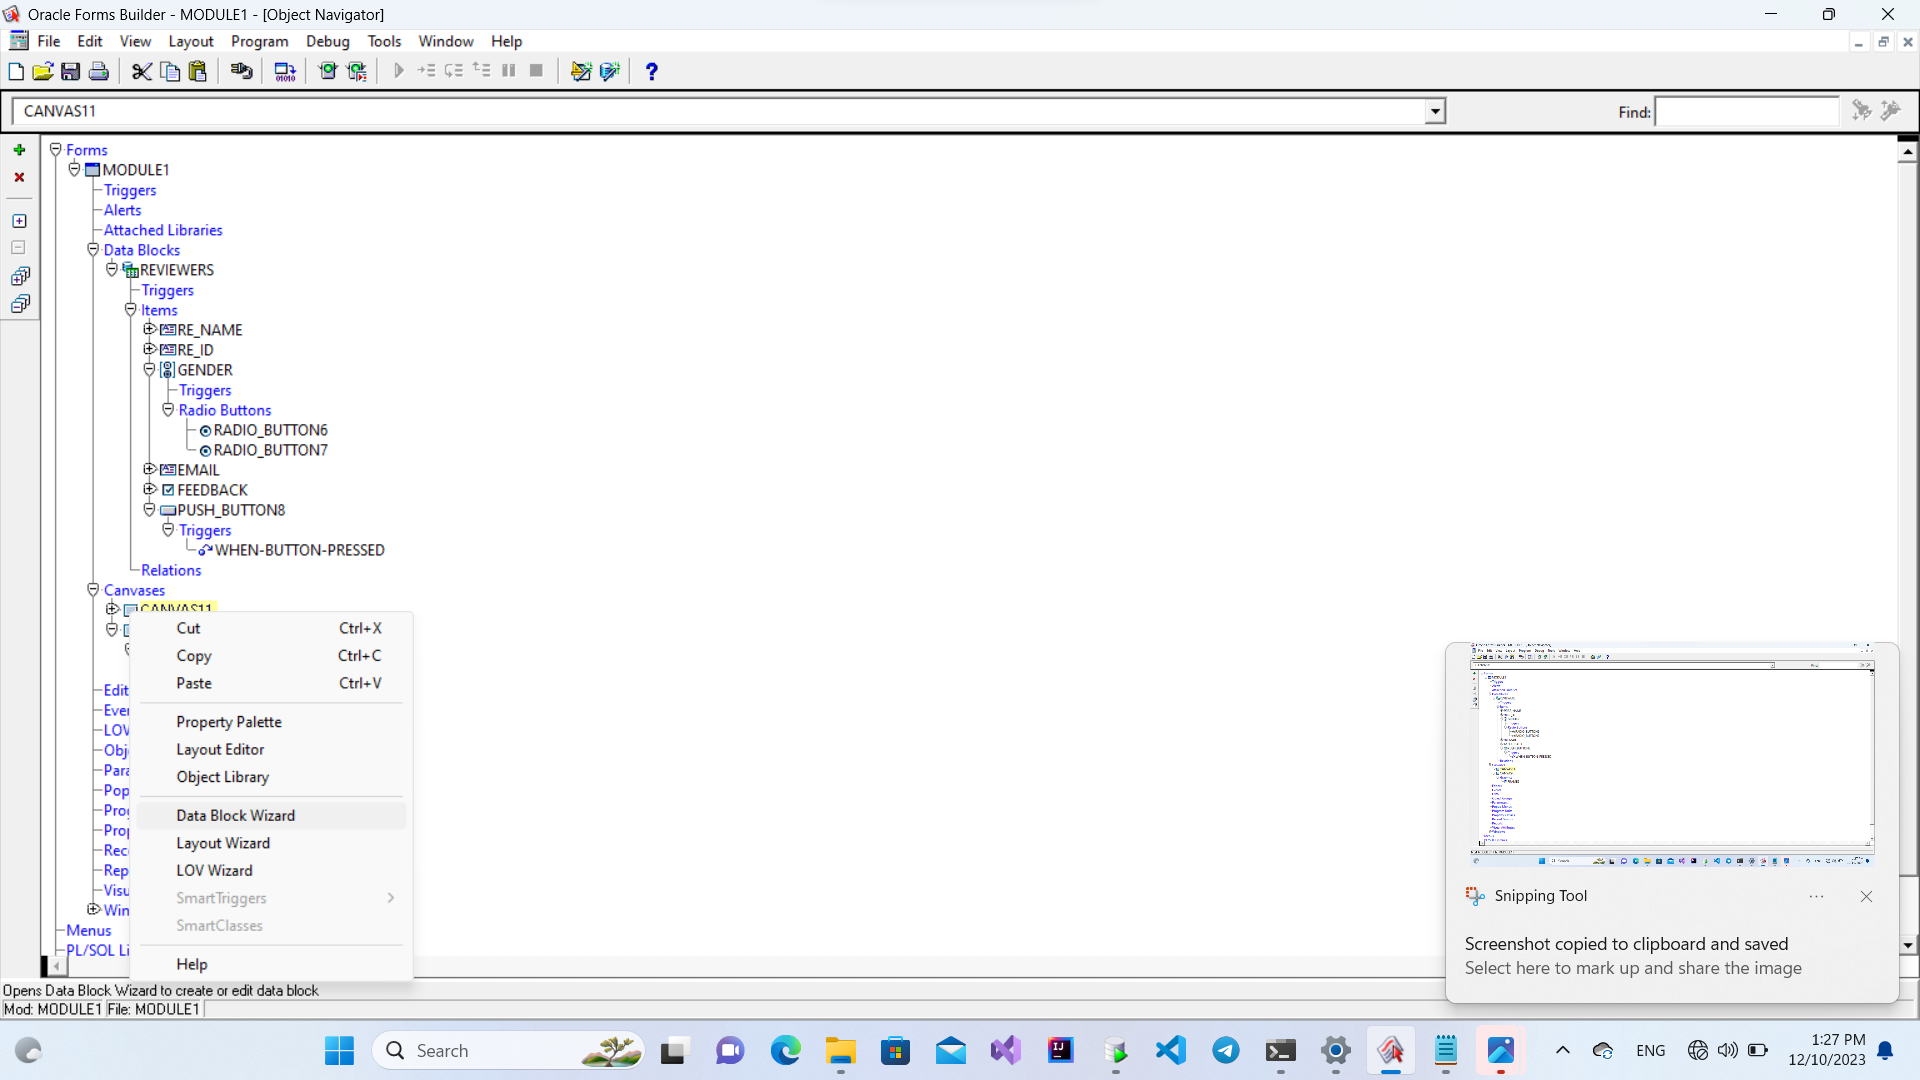 Oracle Forms Builder - MODULE1 - [Object Navigator]
File Edit View Layout Program Debug Tools Window Help
CANVAS11
Find:
Forms
MODULE1
Triggers
Alerts
Attached Libraries
Data Blocks
REVIEWERS
Triggers
Items
RE_NAME
RE_ID
GENDER
Triggers
Radio Buttons
RADIO_BUTTON6
RADIO_BUTTON7
EMAIL
FEEDBACK
PUSH_BUTTON8
Triggers
WHEN-BUTTON-PRESSED
Relations
Canvases
CANVAS11
Cut Ctrl+X
Copy Ctrl+C
Paste Ctrl+V
Property Palette
Layout Editor
Object Library
Data Block Wizard
Layout Wizard
LOV Wizard
SmartTriggers
SmartClasses
Help
Edit
Ever
LOV
Obj
Para
Pop
Prog
Prop
Rec
Rep
Visu
Win
Menus
PL/SQL Li
Opens Data Block Wizard to create or edit data block
Mod: MODULE1 File: MODULE1
Snipping Tool
Screenshot copied to clipboard and saved
Select here to mark up and share the image
Search
ENG
1:27 PM
12/10/2023